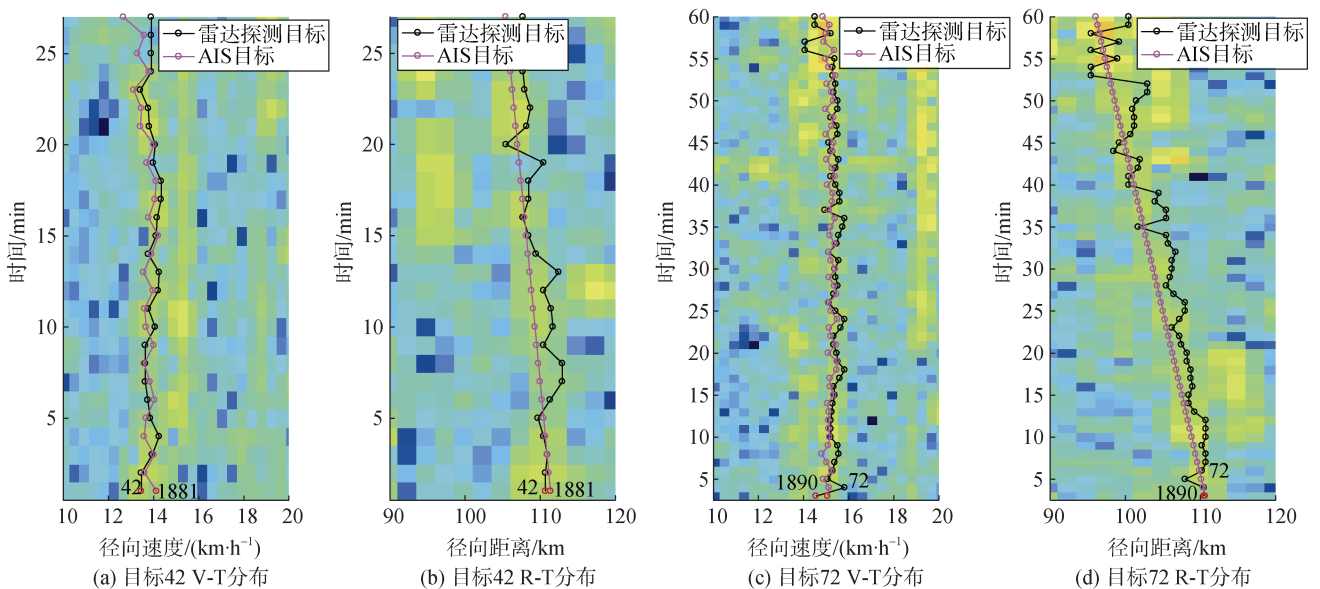 雷达探测目标
AIS目标
25
20
15
10
5
时间/min
42
1881
10 12 14 16 18 20
径向速度/(km·h⁻¹)
(a) 目标42 V-T分布
雷达探测目标
AIS目标
25
20
15
10
5
时间/min
42
1881
90 100 110 120
径向距离/km
(b) 目标42 R-T分布
雷达探测目标
AIS目标
60
55
50
45
40
35
30
25
20
15
10
5
时间/min
1890
72
10 12 14 16 18 20
径向速度/(km·h⁻¹)
(c) 目标72 V-T分布
雷达探测目标
AIS目标
60
55
50
45
40
35
30
25
20
15
10
5
时间/min
72
1890
90 100 110 120
径向距离/km
(d) 目标72 R-T分布